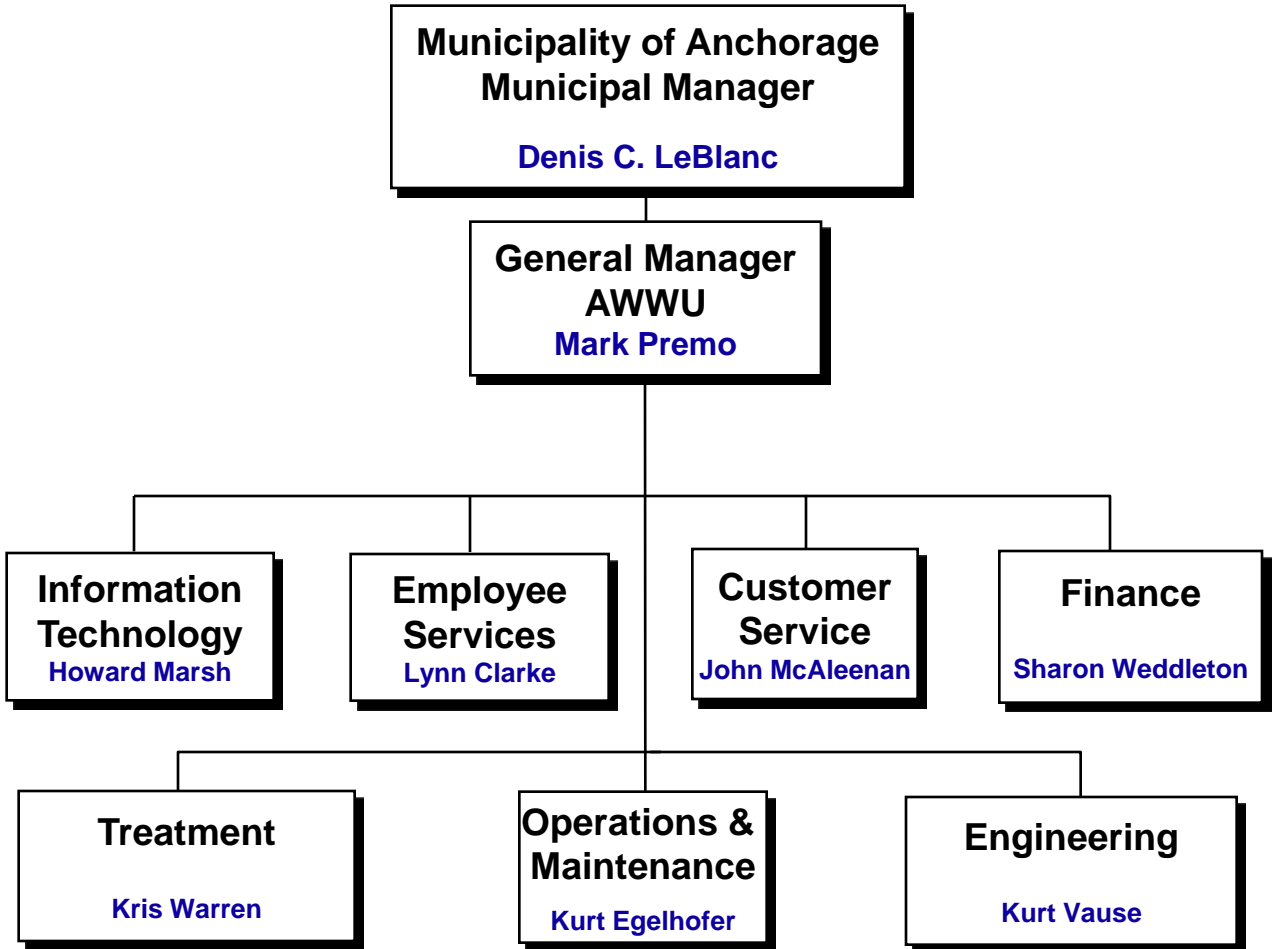 Municipality of Anchorage
Municipal Manager
Denis C. LeBlanc
General Manager
AWWU
Mark Premo
Information
Technology
Howard Marsh
Employee
Services
Lynn Clarke
Customer
Service
John McAleenan
Finance
Sharon Weddleton
Treatment
Kris Warren
Operations &
Maintenance
Kurt Egelhofer
Engineering
Kurt Vause